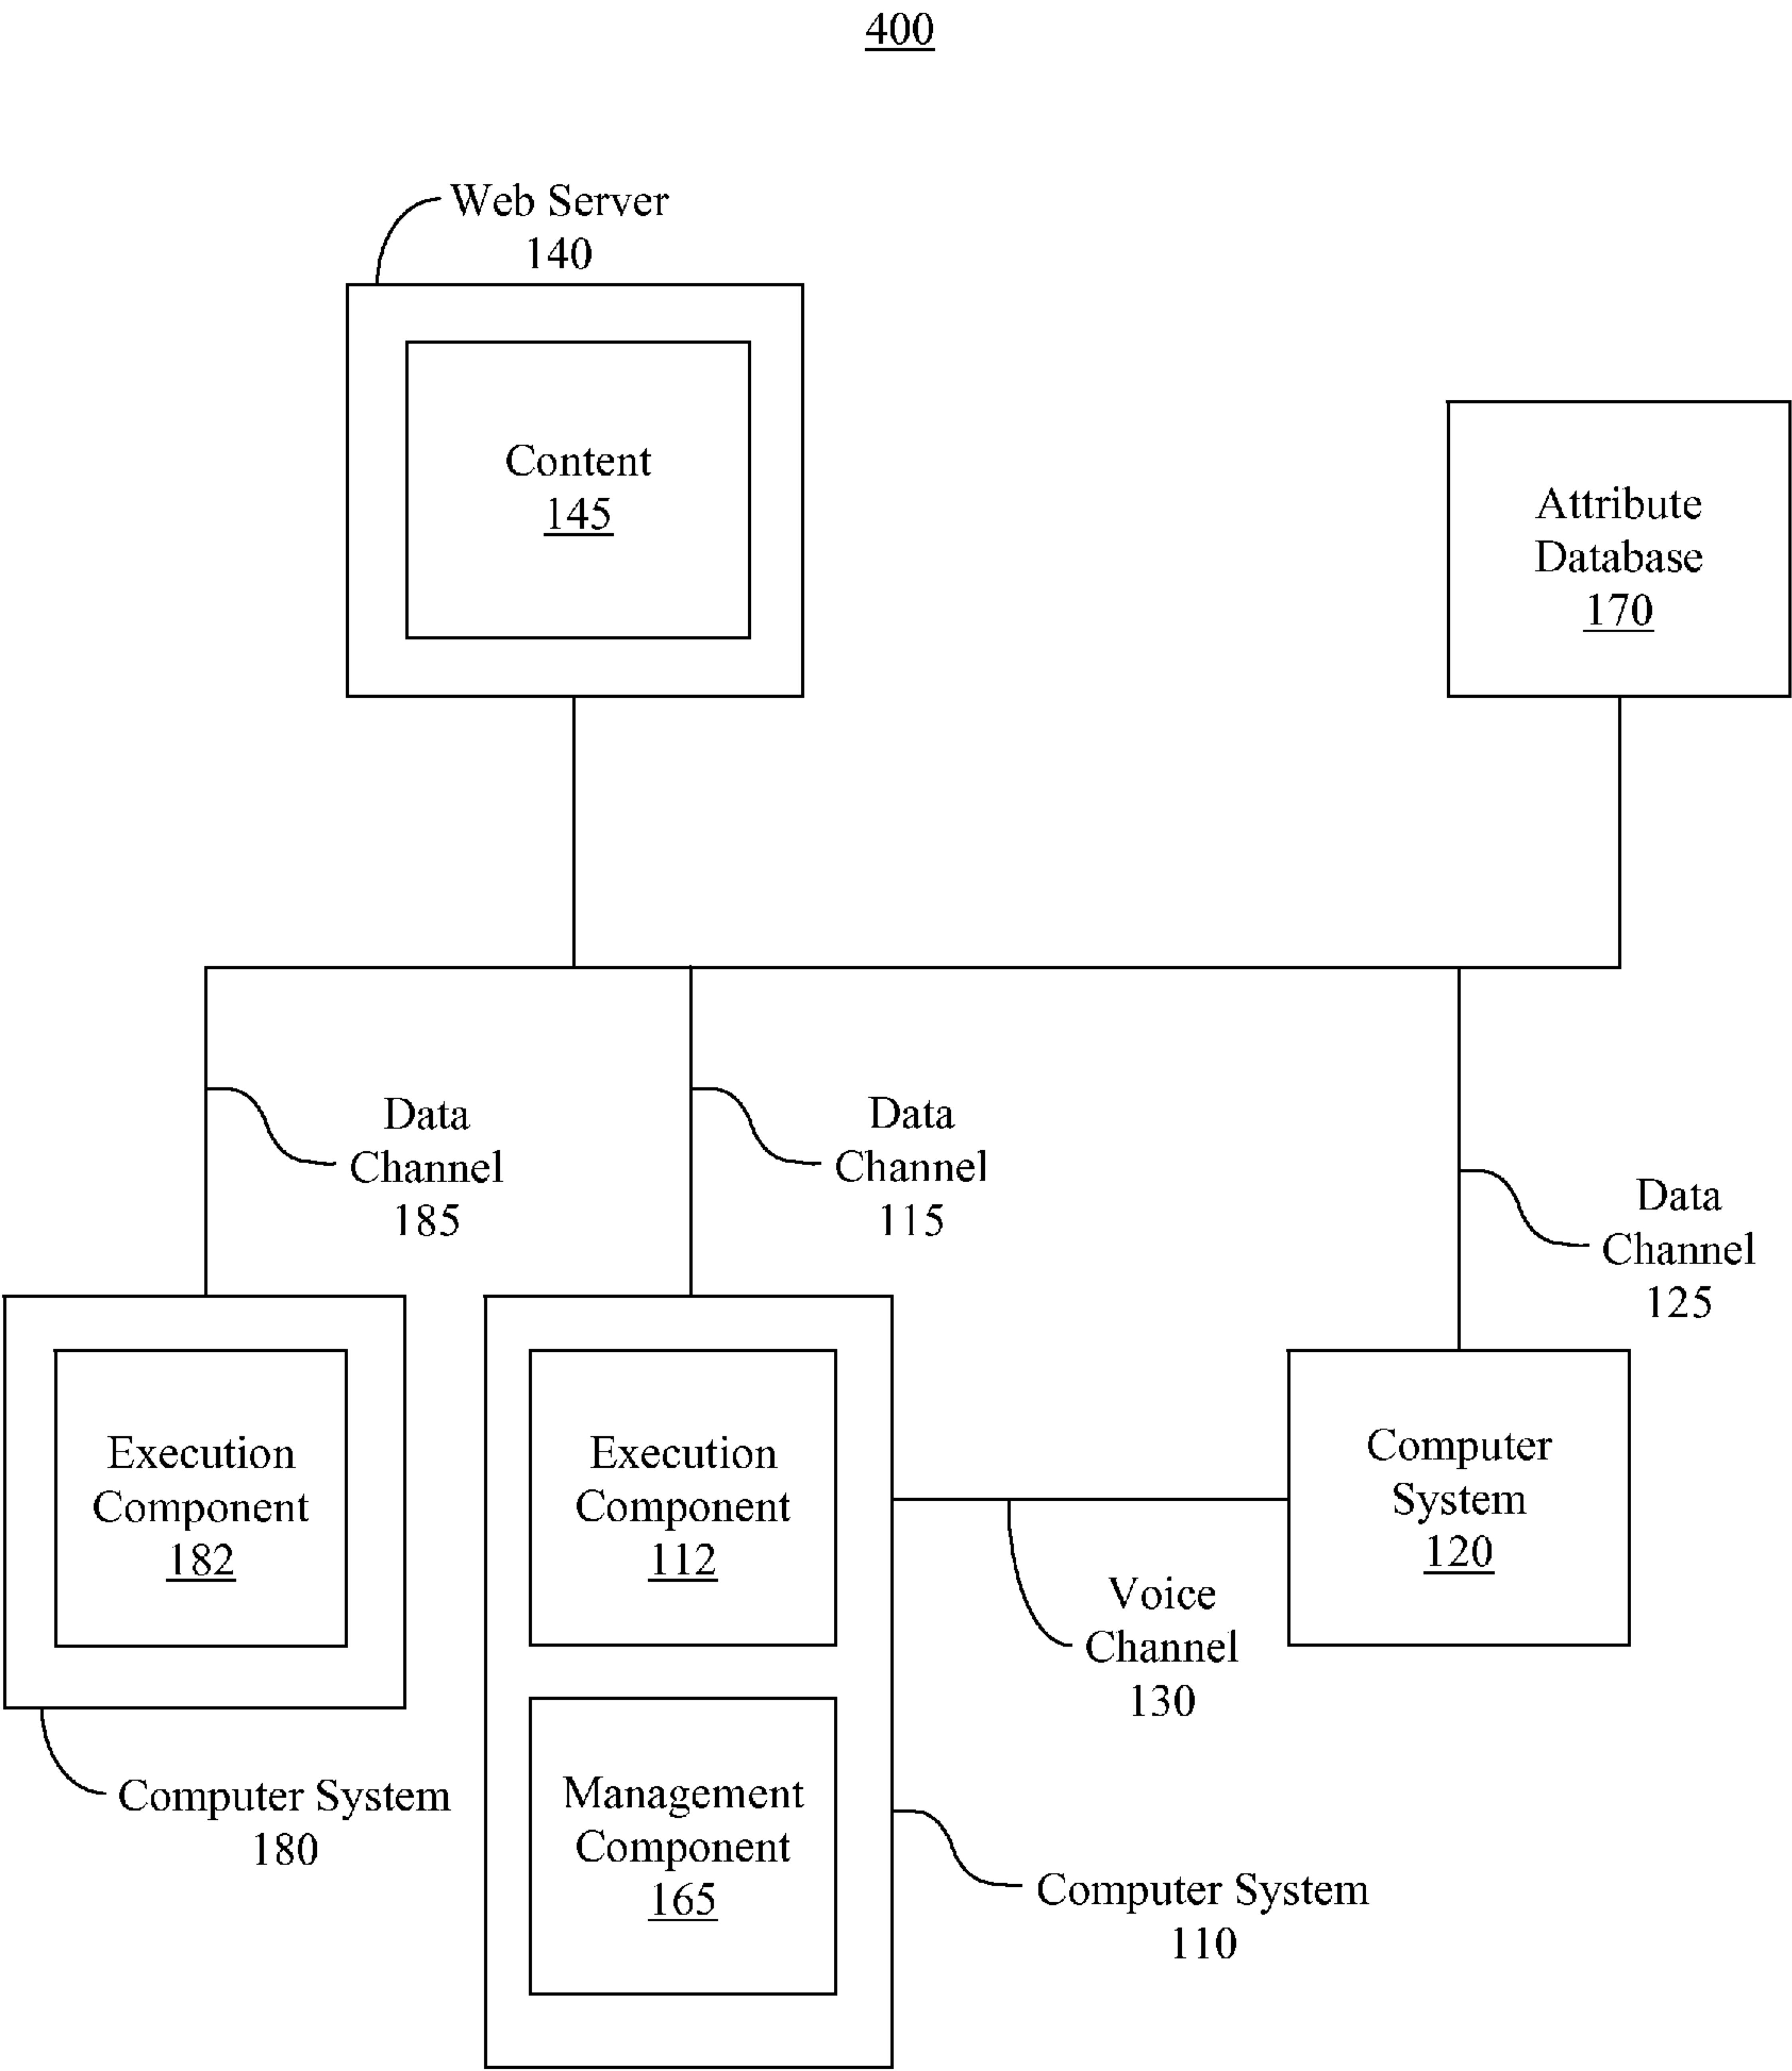 400
Web Server
140
Content
145
Attribute
Database
170
Data
Channel
185
Data
Channel
115
Data
Channel
125
Execution
Component
182
Execution
Component
112
Computer
System
120
Voice
Channel
130
Management
Component
165
Computer System
180
Computer System
110